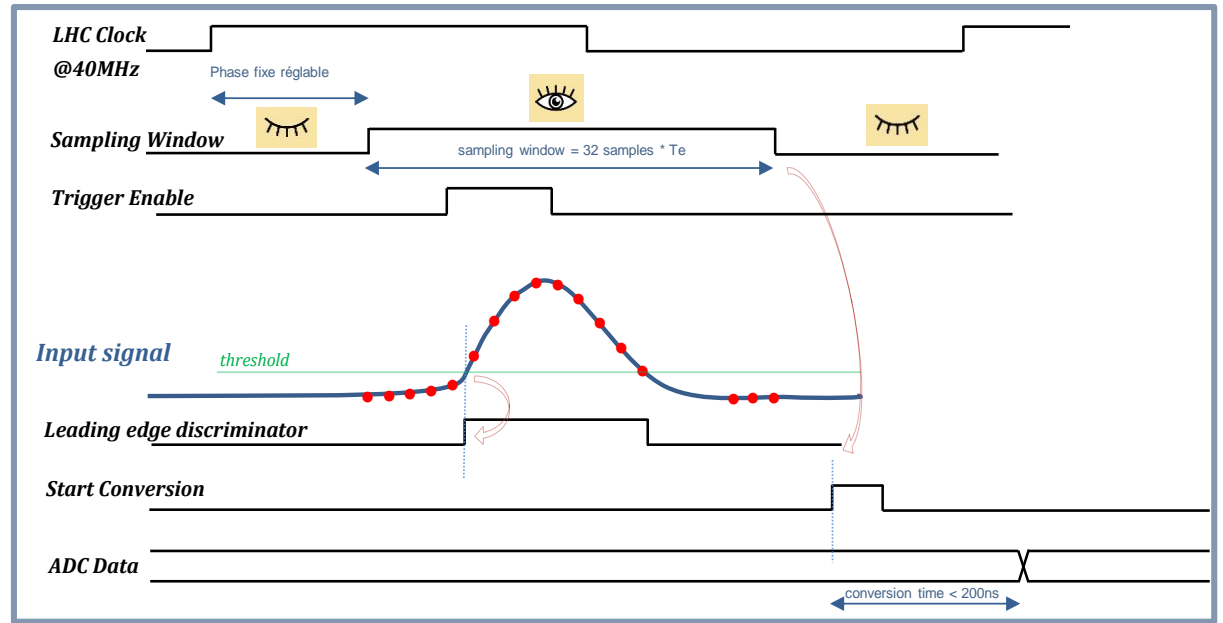 LHC Clock
@40MHz
Phase fixe réglable
Sampling Window
sampling window = 32 samples * Te
Trigger Enable
Input signal
threshold
Leading edge discriminator
Start Conversion
ADC Data
conversion time < 200ns